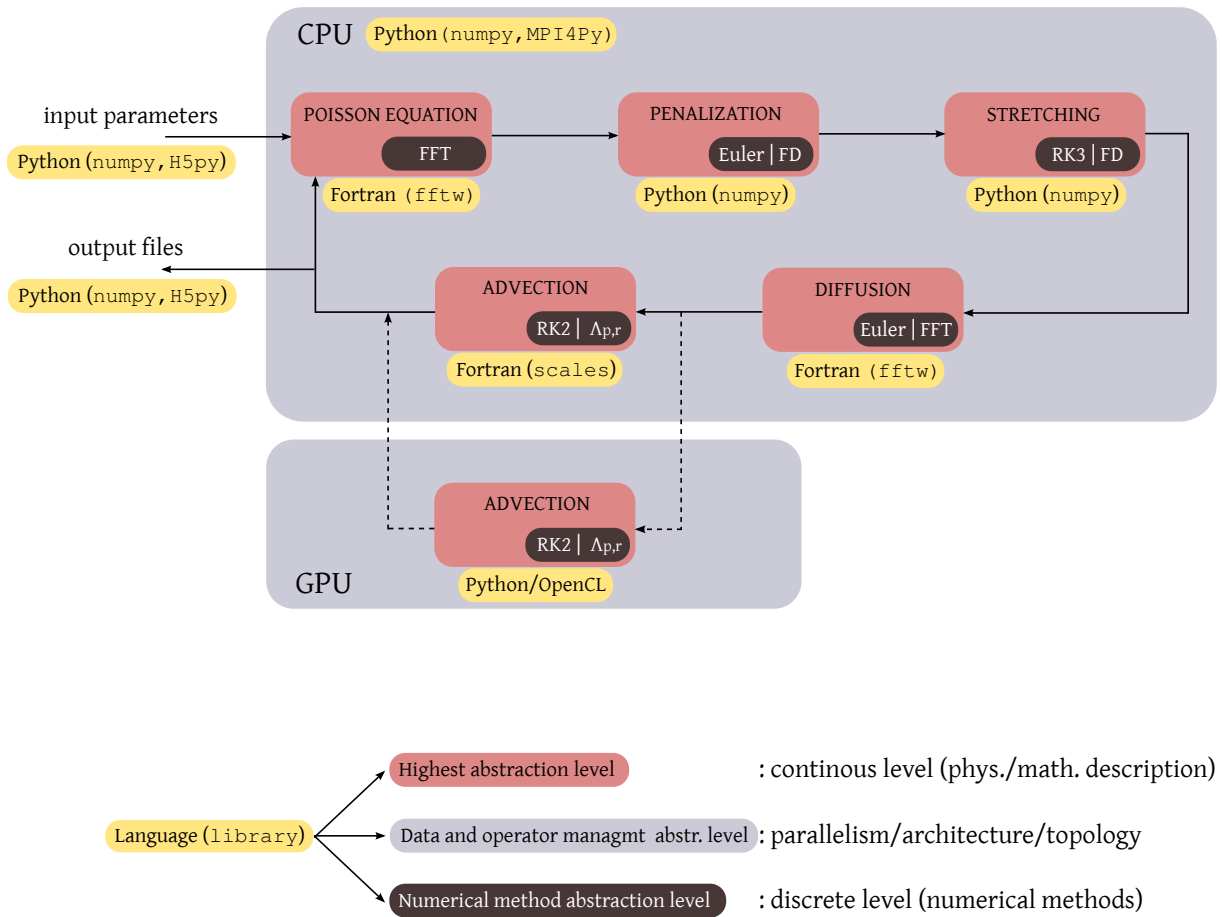 CPU Python (numpy, MPI4Py)
input parameters
Python (numpy, H5py)
POISSON EQUATION
FFT
Fortran (fftw)
PENALIZATION
Euler | FD
Python (numpy)
STRETCHING
RK3 | FD
Python (numpy)
output files
Python (numpy, H5py)
ADVECTION
RK2 | Λp,r
Fortran (scales)
DIFFUSION
Euler | FFT
Fortran (fftw)
ADVECTION
RK2 | Λp,r
Python/OpenCL
GPU
Highest abstraction level : continous level (phys./math. description)
Language (library) Data and operator managmt abstr. level : parallelism/architecture/topology
Numerical method abstraction level : discrete level (numerical methods)